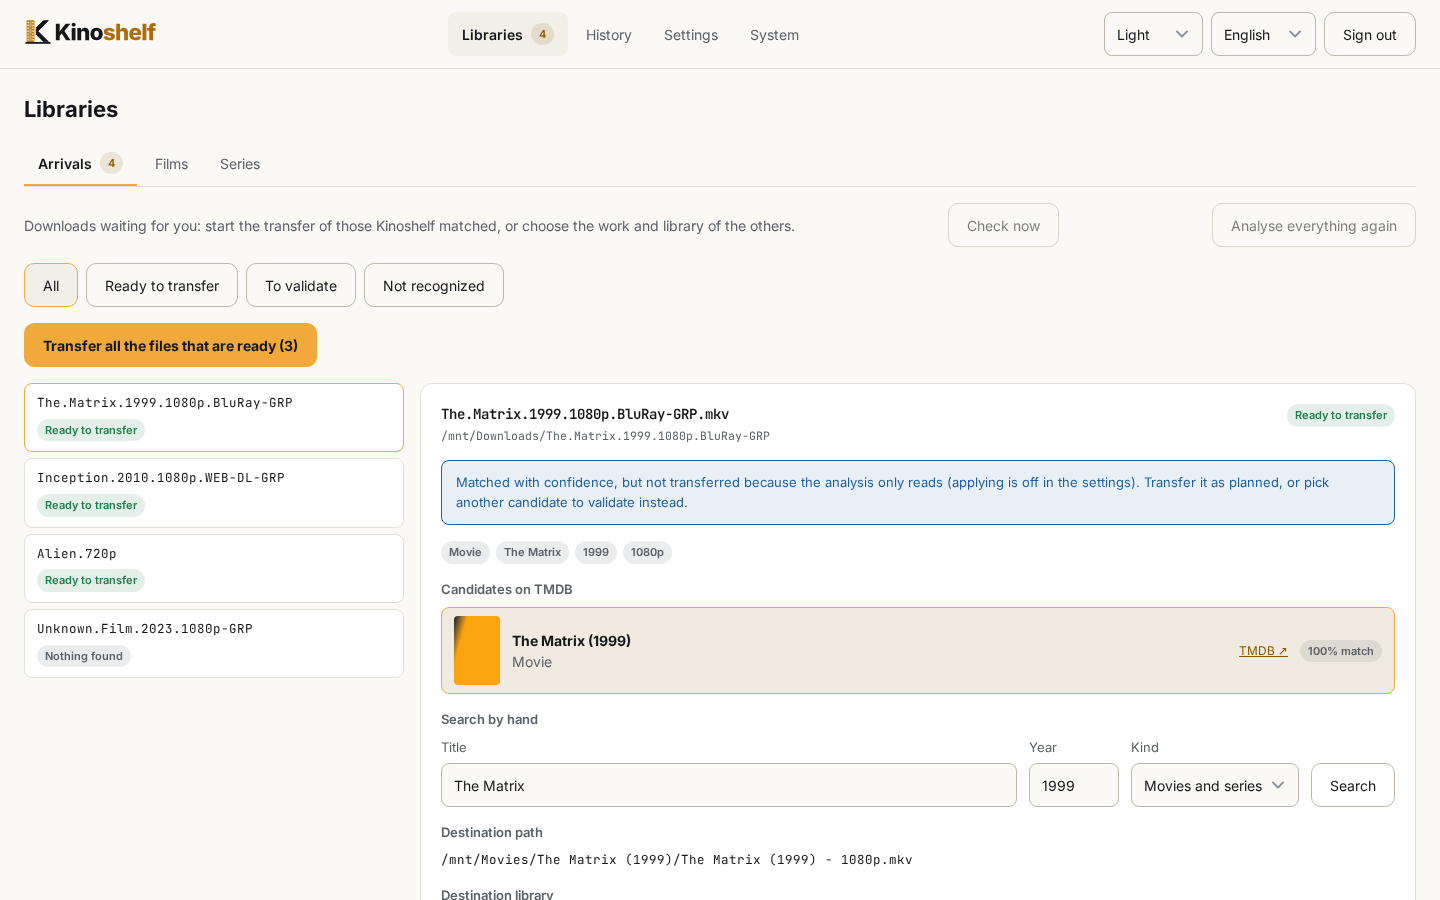 Kinoshelf
Libraries 4
History
Settings
System
Light
English
Sign out
Libraries
Arrivals 4
Films
Series
Downloads waiting for you: start the transfer of those Kinoshelf matched, or choose the work and library of the others.
Check now
Analyse everything again
All
Ready to transfer
To validate
Not recognized
Transfer all the files that are ready (3)
The.Matrix.1999.1080p.BluRay-GRP
Ready to transfer
Inception.2010.1080p.WEB-DL-GRP
Ready to transfer
Alien.720p
Ready to transfer
Unknown.Film.2023.1080p-GRP
Nothing found
The.Matrix.1999.1080p.BluRay-GRP.mkv
Ready to transfer
/mnt/Downloads/The.Matrix.1999.1080p.BluRay-GRP
Matched with confidence, but not transferred because the analysis only reads (applying is off in the settings). Transfer it as planned, or pick
another candidate to validate instead.
Movie
The Matrix
1999
1080p
Candidates on TMDB
The Matrix (1999)
Movie
TMDB ↗
100% match
Search by hand
Title
Year
Kind
The Matrix
1999
Movies and series
Search
Destination path
/mnt/Movies/The Matrix (1999)/The Matrix (1999) - 1080p.mkv
Destination library